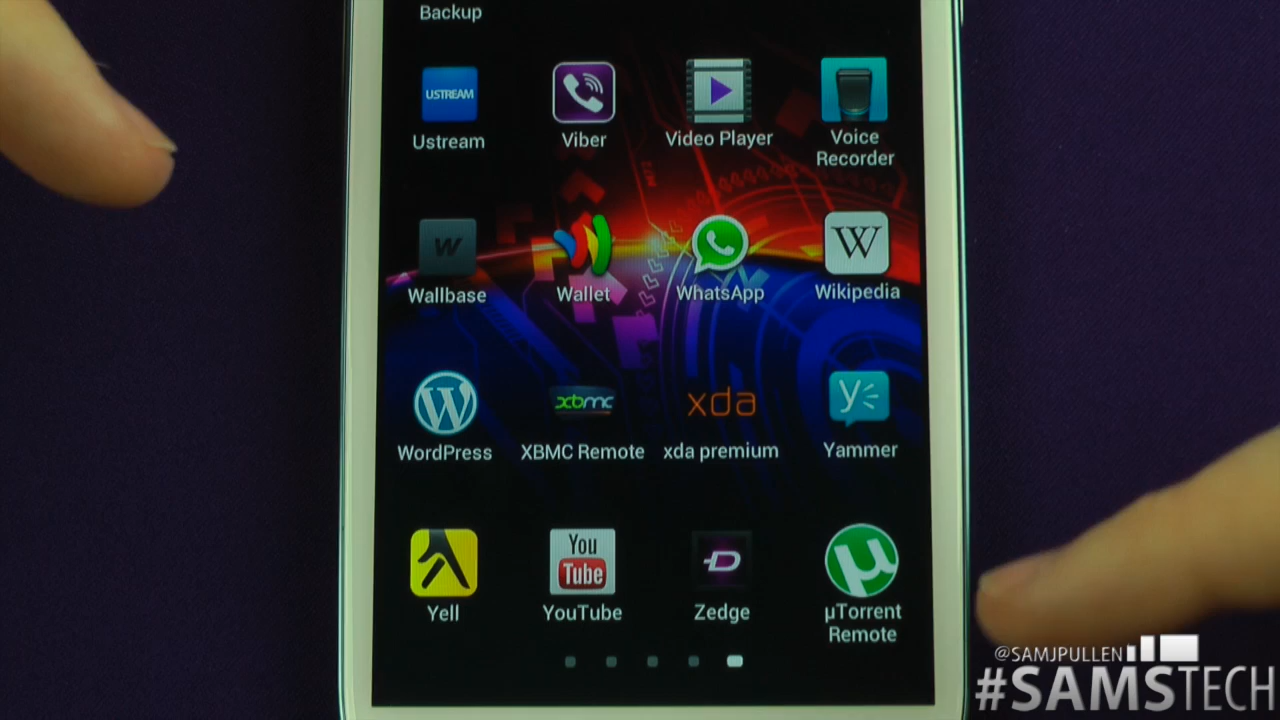 Backup
USTREAM
Ustream
Viber
Video Player
Voice
Recorder
W
Wallbase
Wallet
WhatsApp
W
Wikipedia
W
WordPress
xbmc
XBMC Remote
xda
xda premium
y
Yammer
Yell
You
Tube
YouTube
Zedge
µ
µTorrent
Remote
@SAMJPULLEN
#SAMSTECH